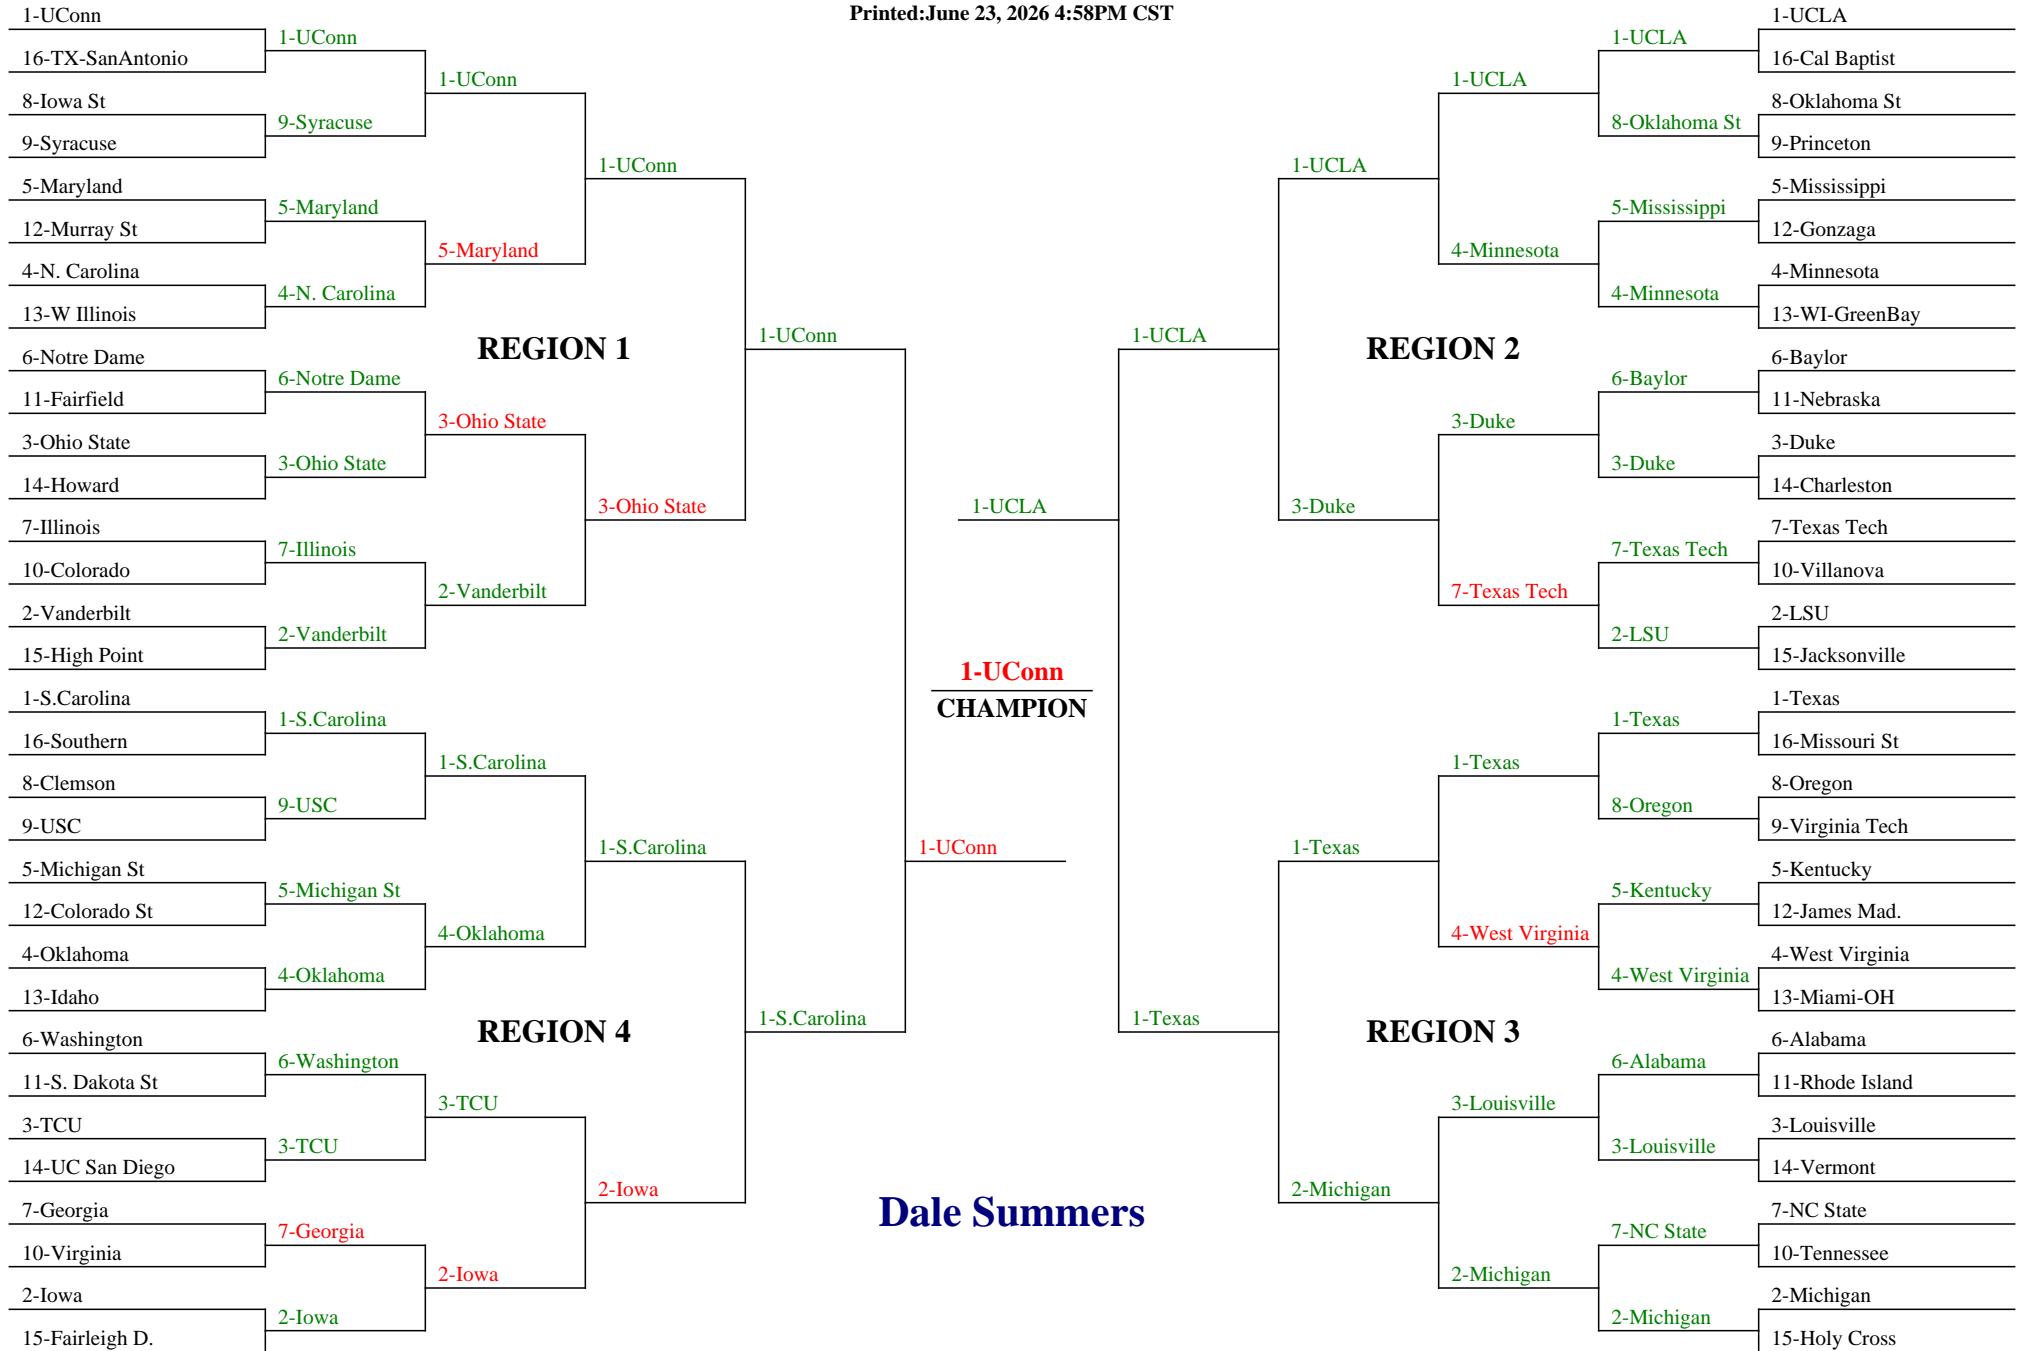 Printed:June 23, 2026 4:58PM CST
1-UConn
16-TX-SanAntonio
8-Iowa St
9-Syracuse
5-Maryland
12-Murray St
4-N. Carolina
13-W Illinois
6-Notre Dame
11-Fairfield
3-Ohio State
14-Howard
7-Illinois
10-Colorado
2-Vanderbilt
15-High Point
1-S.Carolina
16-Southern
8-Clemson
9-USC
5-Michigan St
12-Colorado St
4-Oklahoma
13-Idaho
6-Washington
11-S. Dakota St
3-TCU
14-UC San Diego
7-Georgia
10-Virginia
2-Iowa
15-Fairleigh D.
1-UConn
9-Syracuse
5-Maryland
4-N. Carolina
6-Notre Dame
3-Ohio State
7-Illinois
2-Vanderbilt
1-S.Carolina
9-USC
5-Michigan St
4-Oklahoma
6-Washington
3-TCU
7-Georgia
2-Iowa
1-UConn
5-Maryland
REGION 1
3-Ohio State
2-Vanderbilt
1-S.Carolina
4-Oklahoma
REGION 4
3-TCU
2-Iowa
1-UConn
3-Ohio State
1-S.Carolina
2-Iowa
1-UConn
1-S.Carolina
1-UConn
1-UCLA
1-UConn
CHAMPION
Dale Summers
1-UCLA
1-Texas
1-UCLA
3-Duke
1-Texas
2-Michigan
1-UCLA
4-Minnesota
REGION 2
3-Duke
7-Texas Tech
1-Texas
4-West Virginia
REGION 3
3-Louisville
2-Michigan
1-UCLA
8-Oklahoma St
5-Mississippi
4-Minnesota
6-Baylor
3-Duke
7-Texas Tech
2-LSU
1-Texas
8-Oregon
5-Kentucky
4-West Virginia
6-Alabama
3-Louisville
7-NC State
2-Michigan
1-UCLA
16-Cal Baptist
8-Oklahoma St
9-Princeton
5-Mississippi
12-Gonzaga
4-Minnesota
13-WI-GreenBay
6-Baylor
11-Nebraska
3-Duke
14-Charleston
7-Texas Tech
10-Villanova
2-LSU
15-Jacksonville
1-Texas
16-Missouri St
8-Oregon
9-Virginia Tech
5-Kentucky
12-James Mad.
4-West Virginia
13-Miami-OH
6-Alabama
11-Rhode Island
3-Louisville
14-Vermont
7-NC State
10-Tennessee
2-Michigan
15-Holy Cross